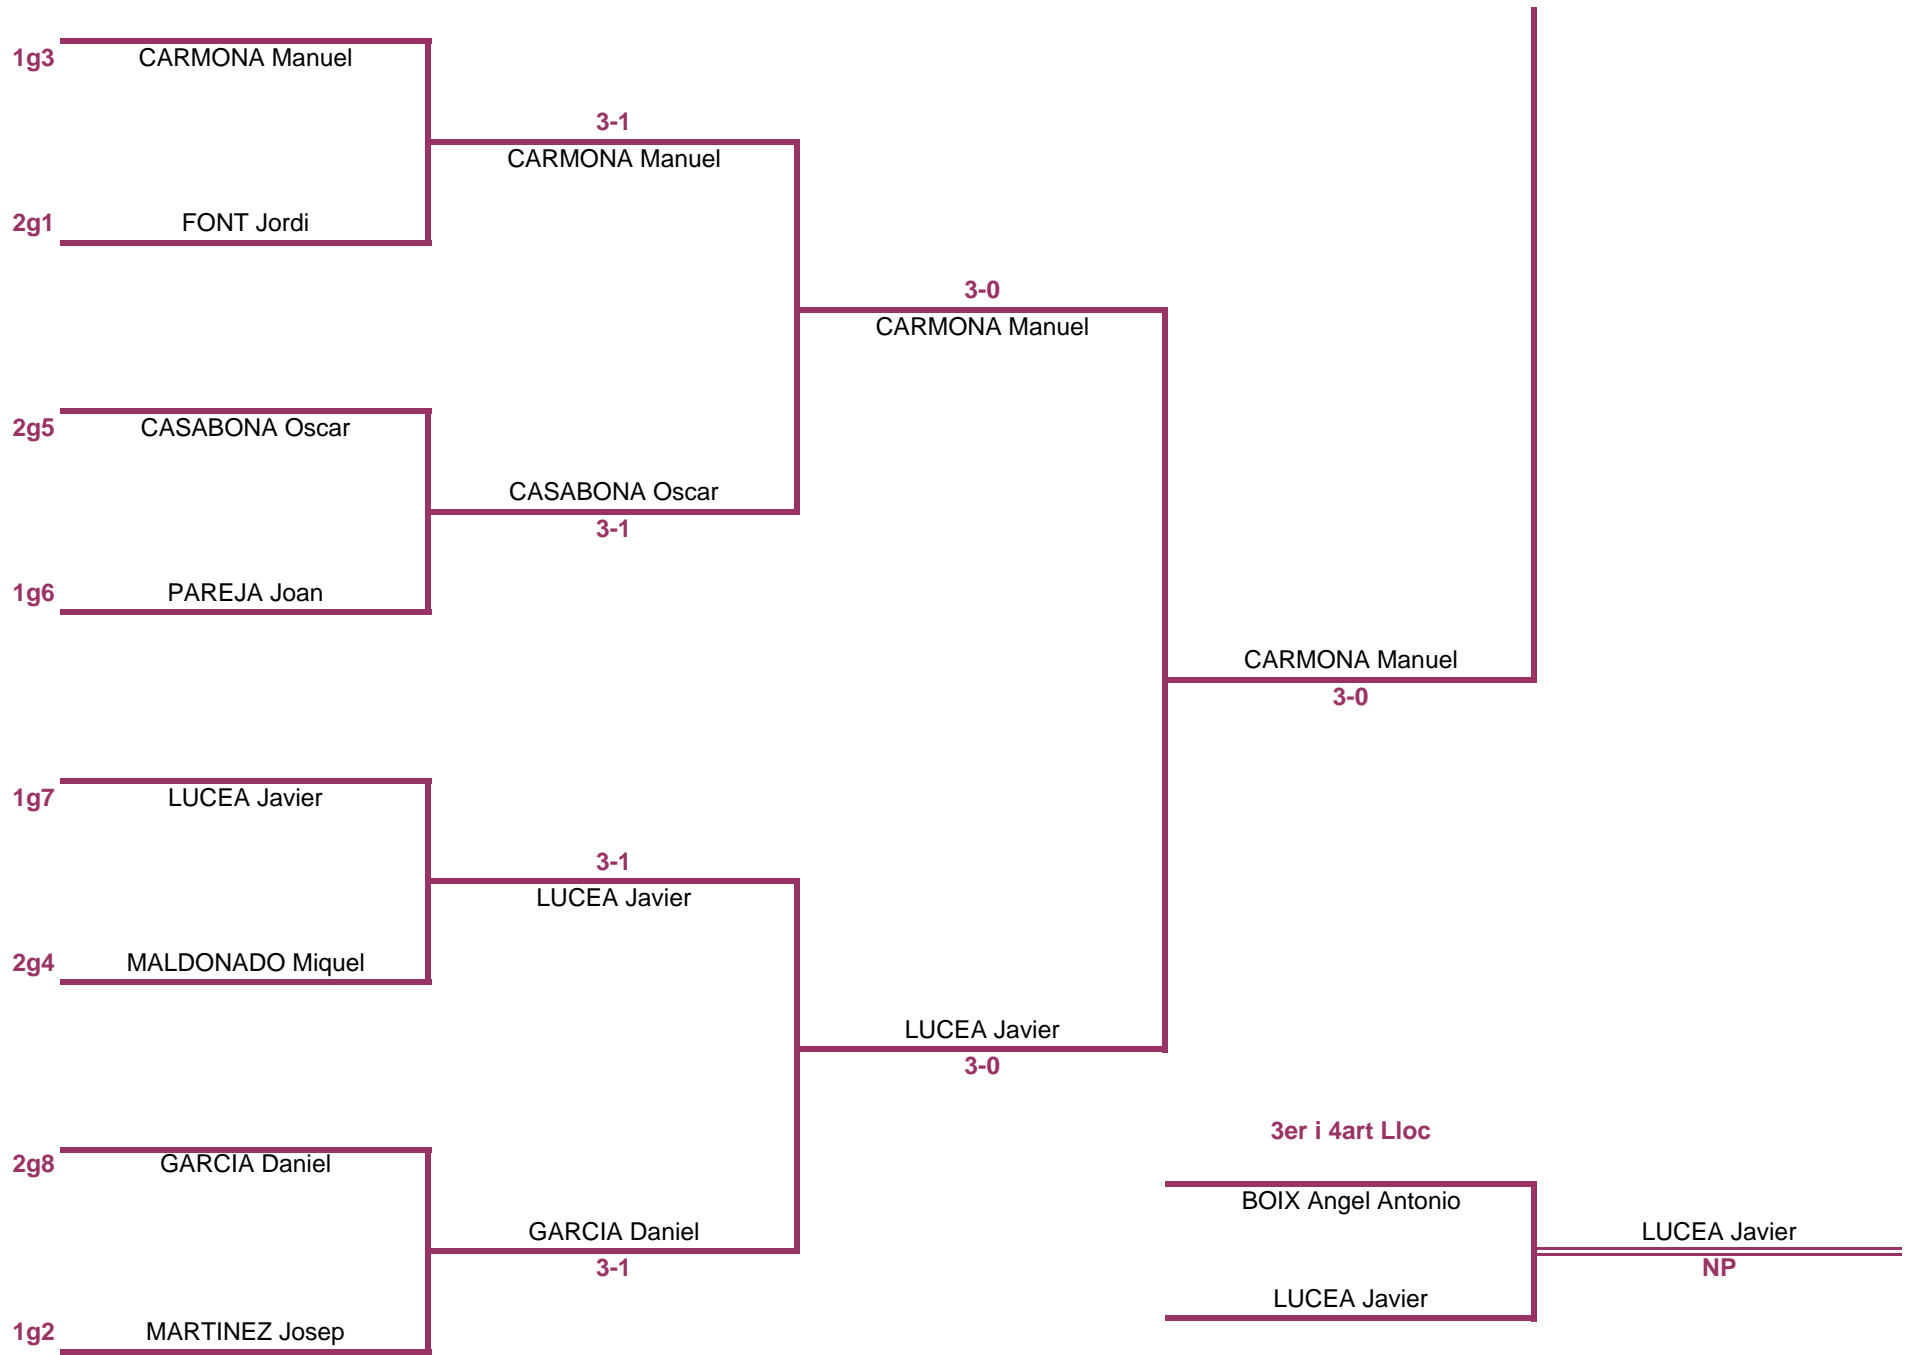 1g3 CARMONA Manuel
3-1
CARMONA Manuel
2g1 FONT Jordi
3-0
CARMONA Manuel
2g5 CASABONA Oscar
CASABONA Oscar
3-1
1g6 PAREJA Joan
CARMONA Manuel
3-0
1g7 LUCEA Javier
3-1
LUCEA Javier
2g4 MALDONADO Miquel
LUCEA Javier
3-0
3er i 4art Lloc
2g8 GARCIA Daniel
BOIX Angel Antonio
GARCIA Daniel
LUCEA Javier
3-1
NP
LUCEA Javier
1g2 MARTINEZ Josep